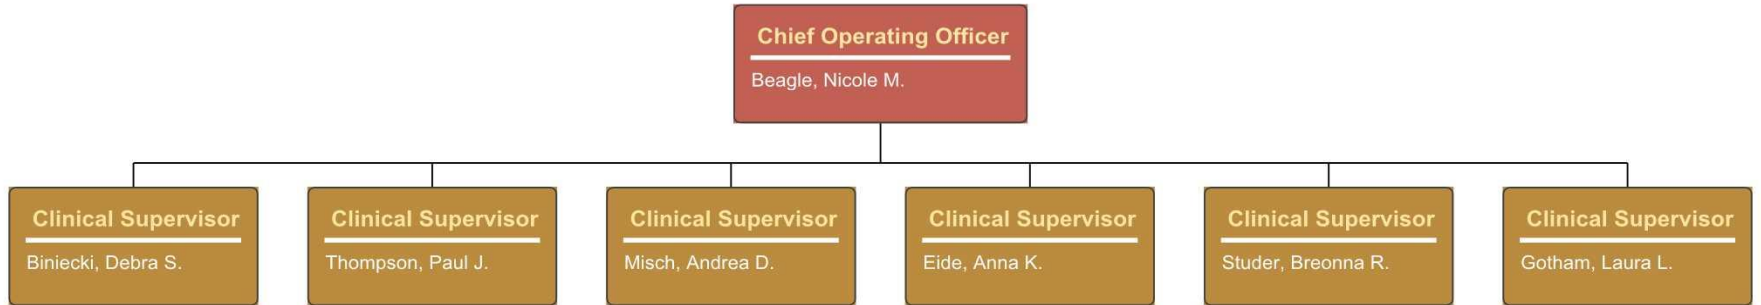 Chief Operating Officer
Beagle, Nicole M.
Clinical Supervisor
Biniecki, Debra S.
Clinical Supervisor
Thompson, Paul J.
Clinical Supervisor
Misch, Andrea D.
Clinical Supervisor
Eide, Anna K.
Clinical Supervisor
Studer, Breonna R.
Clinical Supervisor
Gotham, Laura L.